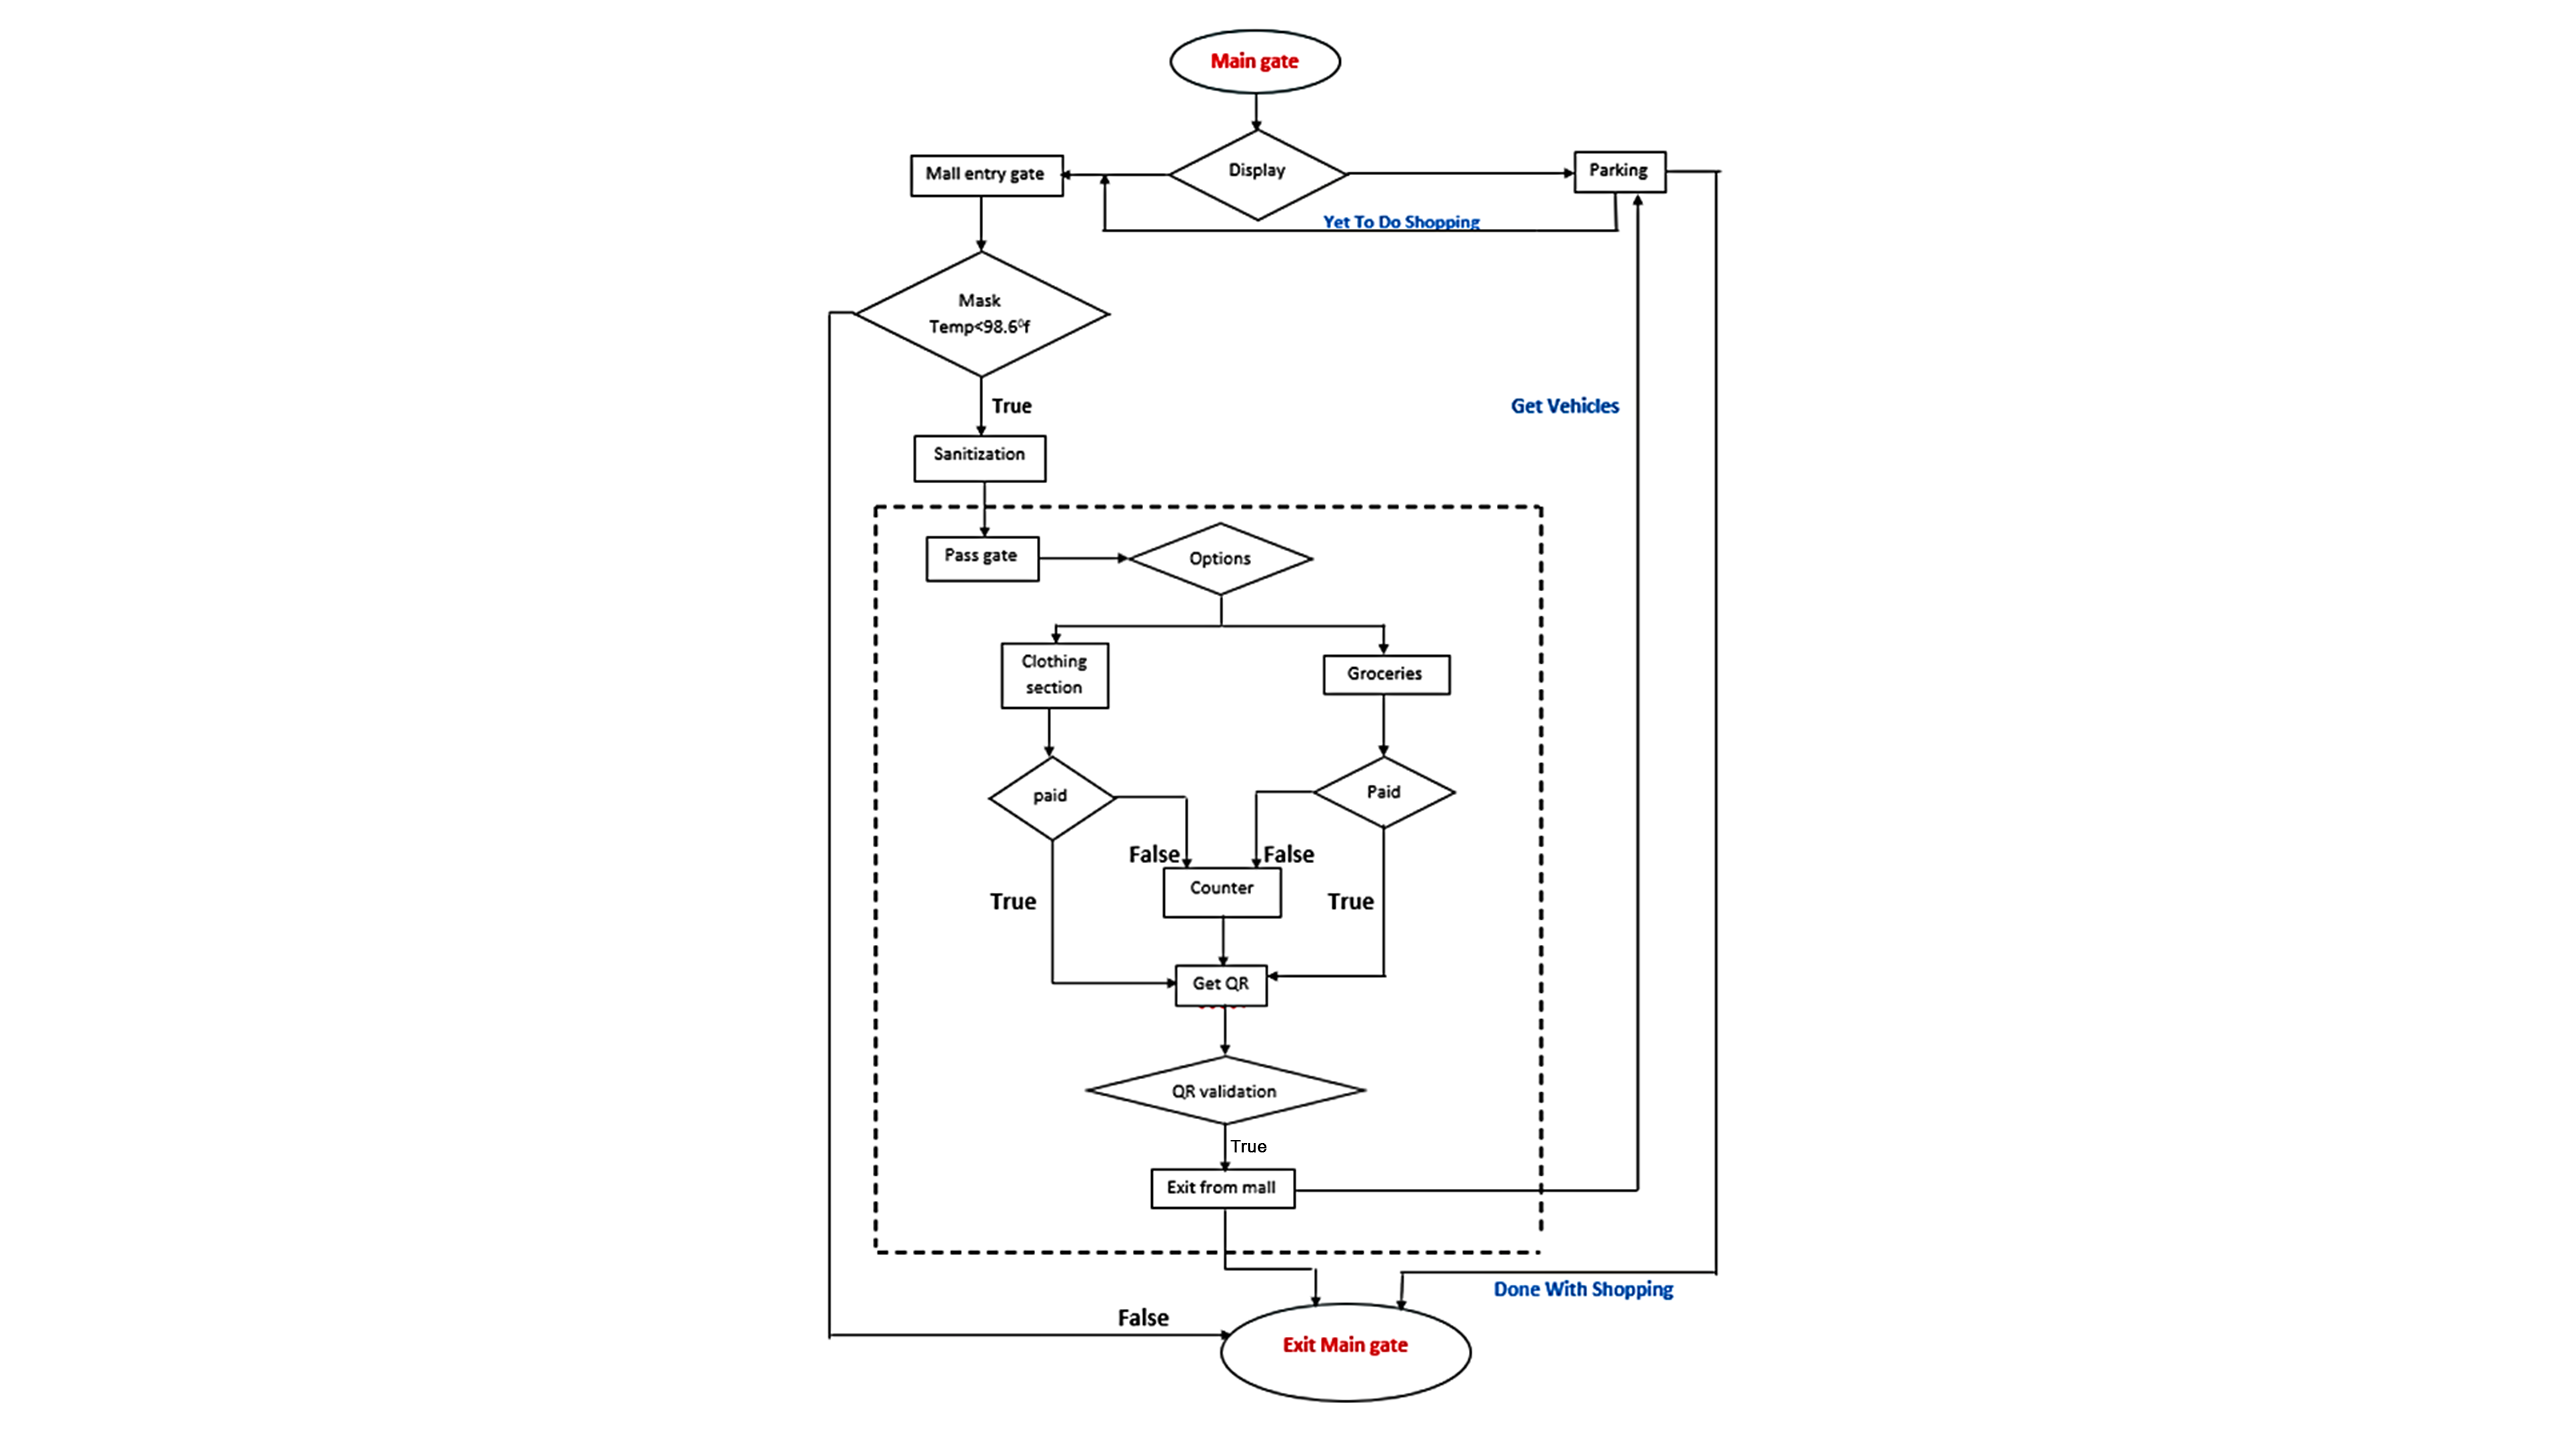 Main gate
Display
Mall entry gate
Parking
Yet To Do Shopping
Mask
Temp<98.6⁰f
True
Get Vehicles
Sanitization
Pass gate
Options
Clothing
section
Groceries
paid
Paid
False
False
Counter
True
True
Get QR
QR validation
True
Exit from mall
Done With Shopping
False
Exit Main gate